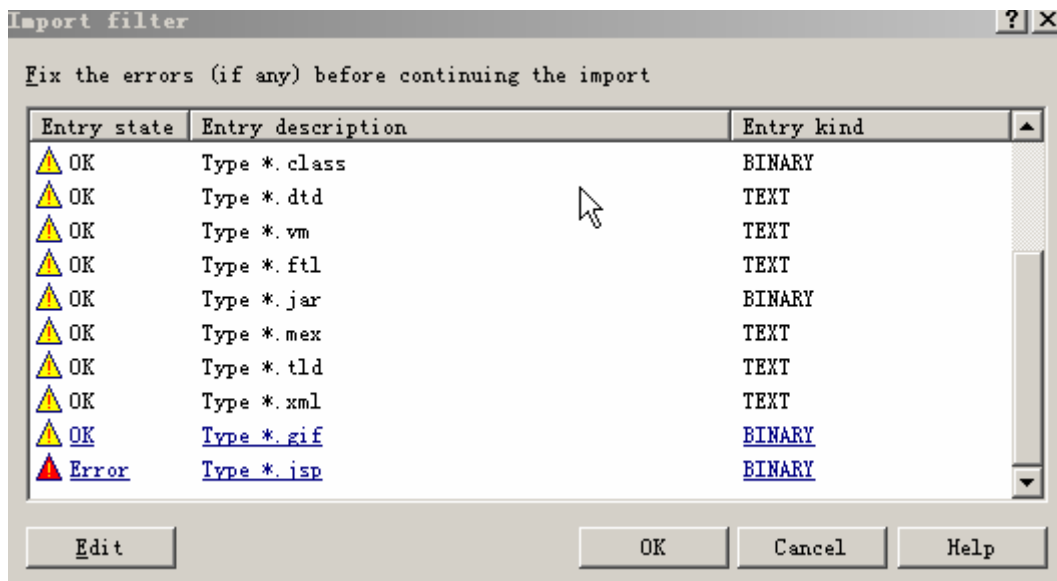 Import filter
Fix the errors (if any) before continuing the import
Entry state Entry description Entry kind
OK Type *.class BINARY
OK Type *.dtd TEXT
OK Type *.vm TEXT
OK Type *.ftl TEXT
OK Type *.jar BINARY
OK Type *.mex TEXT
OK Type *.tld TEXT
OK Type *.xml TEXT
OK Type *.gif BINARY
Error Type *.jsp BINARY
Edit OK Cancel Help